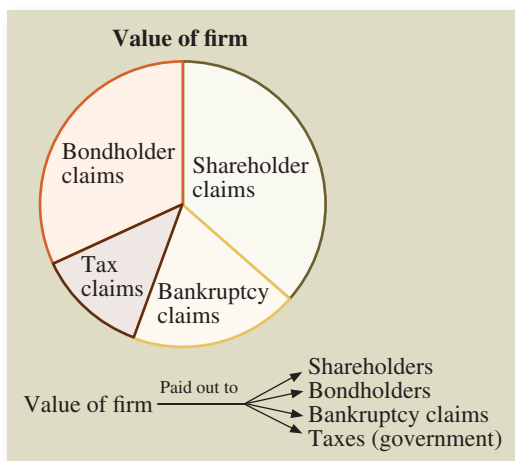 Value of firm
Bondholder
claims
Shareholder
claims
Tax
claims
Bankruptcy
claims
Value of firm
Paid out to
Shareholders
Bondholders
Bankruptcy claims
Taxes (government)